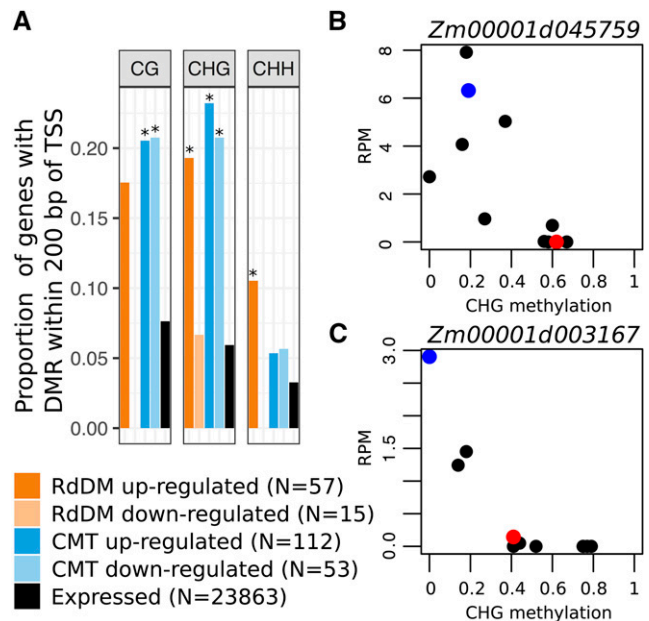 A
CG
CHG
CHH
Proportion of genes with
DMR within 200 bp of TSS
0.20
0.15
0.10
0.05
0.00
* * * * * *
RdDM up-regulated (N=57)
RdDM down-regulated (N=15)
CMT up-regulated (N=112)
CMT down-regulated (N=53)
Expressed (N=23863)
B
Zm00001d045759
RPM
8
6
4
2
0
0 0.2 0.4 0.6 0.8 1
CHG methylation
C
Zm00001d003167
RPM
3.0
1.5
0.0
0 0.2 0.4 0.6 0.8 1
CHG methylation